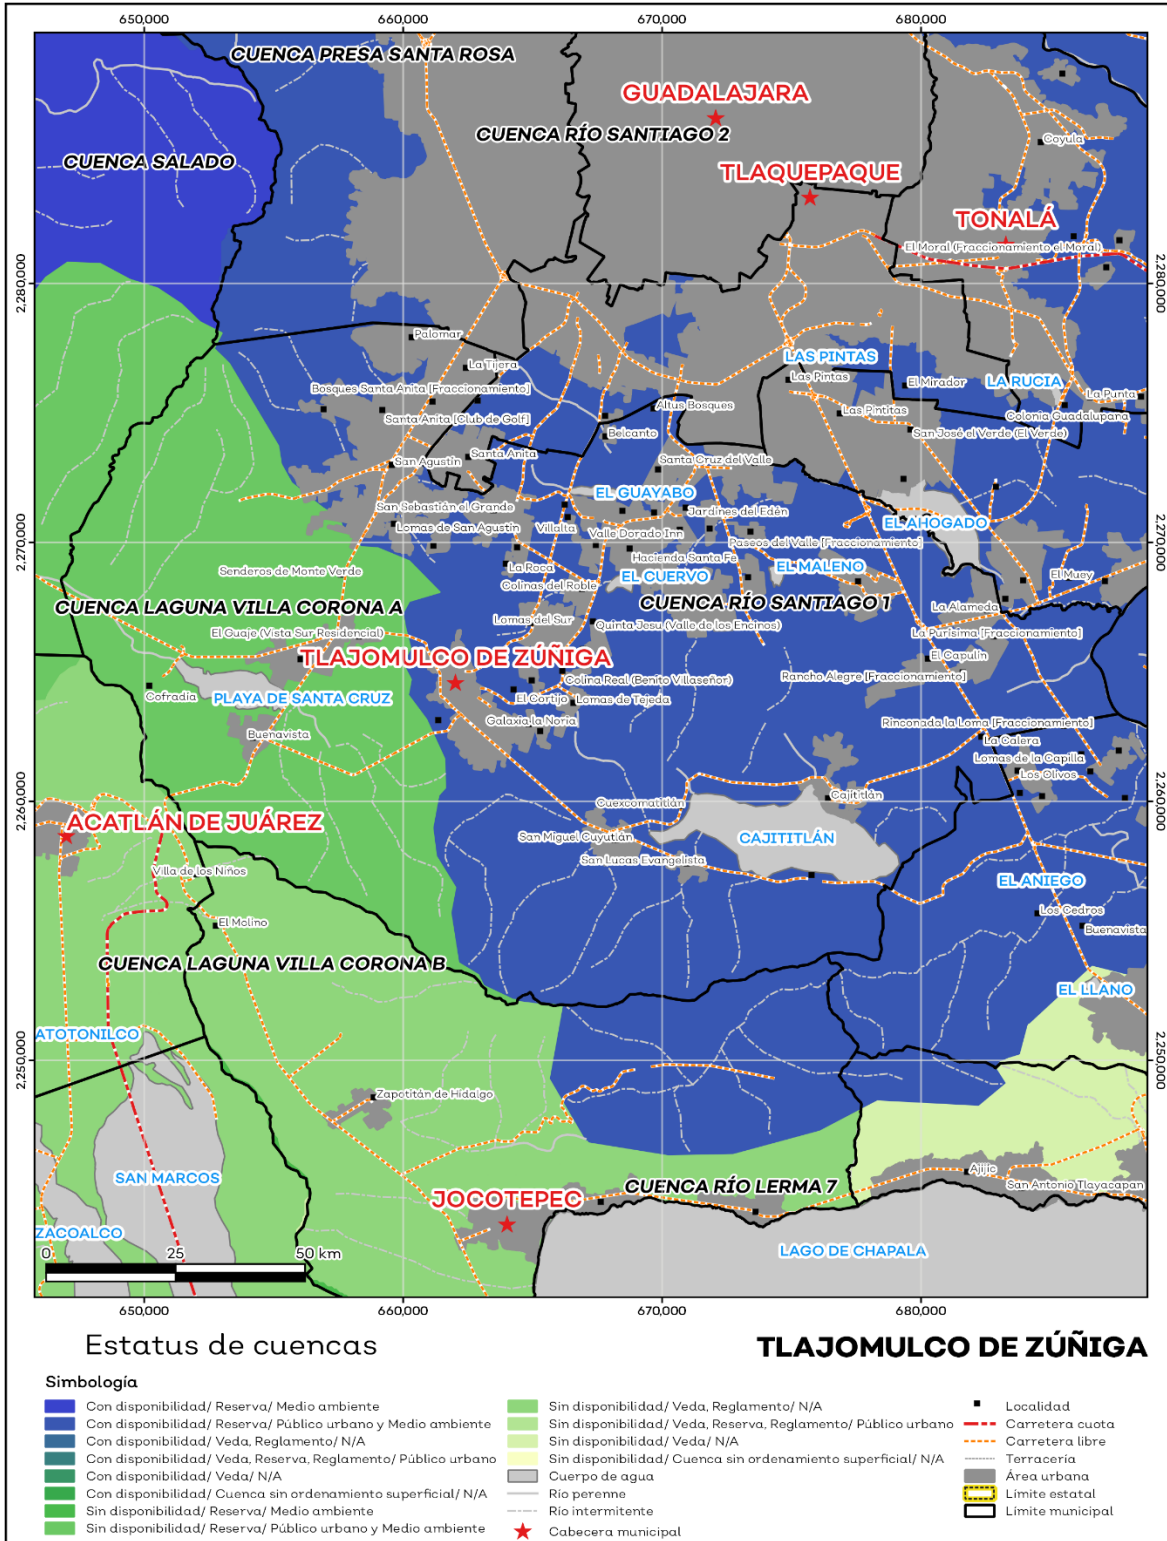 650,000 660,000 670,000 680,000
CUENCA PRESA SANTA ROSA
GUADALAJARA
CUENCA RÍO SANTIAGO 2
Coyula
CUENCA SALADO
TLAQUEPAQUE
TONALÁ
El Moral (Fraccionamiento el Moral)
2,280,000 2,280,000
Palomar
LAS PINTAS
La Tijera
Las Pintas
El Mirador
LA RUCIA
Bosques Santa Anita [Fraccionamiento]
La Punta
Altus Bosques
Las Pintitas
Colonia Guadalupana
Santa Anita [Club de Golf]
Belcanto
San José el Verde (El Verde)
Santa Anita
Santa Cruz del Valle
San Agustín
EL GUAYABO
San Sebastián el Grande
Jardines del Edén
EL AHOGADO
Lomas de San Agustín
Villalta
Valle Dorado Inn
Paseos del Valle [Fraccionamiento]
2,270,000 2,270,000
Hacienda Santa Fe
La Roca
EL MALENO
Senderos de Monte Verde
EL CUERVO
El Muey
Colinas del Roble
CUENCA LAGUNA VILLA CORONA A
CUENCA RÍO SANTIAGO 1
La Alameda
Lomas del Sur
Quinta Jesu (Valle de los Encinos)
El Guaje (Vista Sur Residencial)
La Purísima [Fraccionamiento]
TLAJOMULCO DE ZÚÑIGA
El Capulín
Colina Real (Benito Villaseñor)
Rancho Alegre [Fraccionamiento]
Cofradía
PLAYA DE SANTA CRUZ
El Cortijo
Lomas de Tejeda
Galaxia la Noria
Rinconada la Loma [Fraccionamiento]
Buenavista
La Calera
Lomas de la Capilla
Los Olivos
2,260,000 2,260,000
Cuexcomatitlán
Cajititlán
ACATLÁN DE JUÁREZ
San Miguel Cuyutlán
CAJITITLÁN
San Lucas Evangelista
Villa de los Niños
EL ANIEGO
Los Cedros
El Molino
Buenavista
CUENCA LAGUNA VILLA CORONA B
EL LLANO
ATOTONILCO
2,250,000 2,250,000
Zapotitán de Hidalgo
SAN MARCOS
Ajijic
CUENCA RÍO LERMA 7
San Antonio Tlayacapan
JOCOTEPEC
ZACOALCO
LAGO DE CHAPALA
0 25 50 km
650,000 660,000 670,000 680,000
Estatus de cuencas
TLAJOMULCO DE ZÚÑIGA
Simbología
Con disponibilidad/ Reserva/ Medio ambiente
Con disponibilidad/ Reserva/ Público urbano y Medio ambiente
Con disponibilidad/ Veda, Reglamento/ N/A
Con disponibilidad/ Veda, Reserva, Reglamento/ Público urbano
Con disponibilidad/ Veda/ N/A
Con disponibilidad/ Cuenca sin ordenamiento superficial/ N/A
Sin disponibilidad/ Reserva/ Medio ambiente
Sin disponibilidad/ Reserva/ Público urbano y Medio ambiente
Sin disponibilidad/ Veda, Reglamento/ N/A
Sin disponibilidad/ Veda, Reserva, Reglamento/ Público urbano
Sin disponibilidad/ Veda/ N/A
Sin disponibilidad/ Cuenca sin ordenamiento superficial/ N/A
Cuerpo de agua
Río perenne
Río intermitente
Cabecera municipal
Localidad
Carretera cuota
Carretera libre
Terracería
Área urbana
Límite estatal
Límite municipal